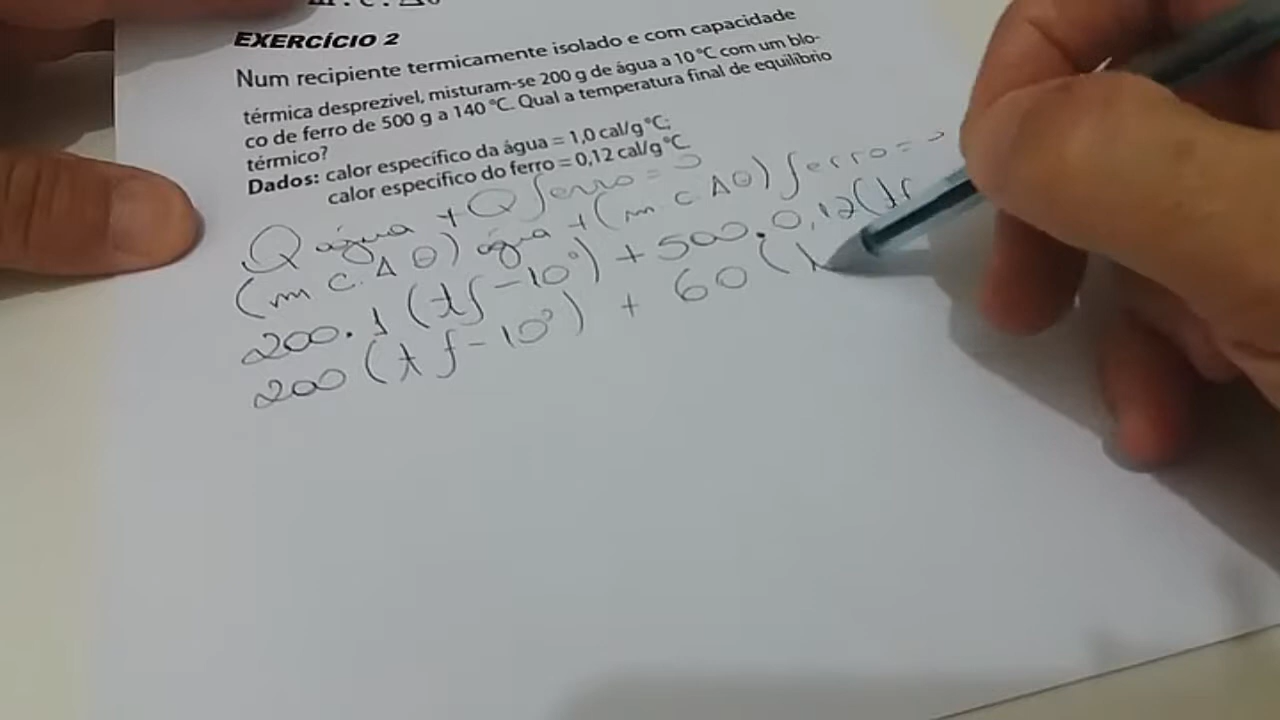 m . c . Δθ
EXERCÍCIO 2
Num recipiente termicamente isolado e com capacidade
térmica desprezível, misturam-se 200 g de água a 10 °C com um blo-
co de ferro de 500 g a 140 °C. Qual a temperatura final de equilíbrio
térmico?
Dados: calor específico da água = 1,0 cal/g °C;
calor específico do ferro = 0,12 cal/g °C
Q água + Q ferro = 0
(m c. Δ θ) água + (m. c Δθ) ferro =
200. 1 (tf - 10°) + 500. 0,12 (tf
200 (tf - 10°) + 60 (